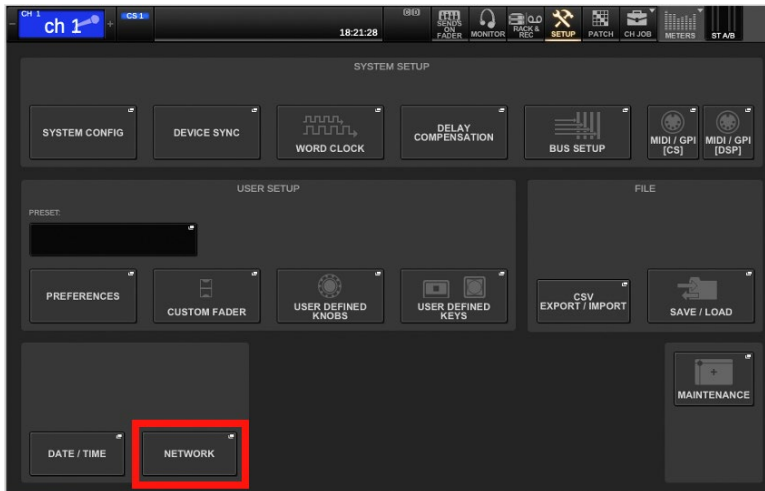 CH 1
ch 1
CS 1
18:21:28
SENDS
ON
FADER
MONITOR
RACK &
REC
SETUP
PATCH
CH JOB
METERS
ST A/B
SYSTEM SETUP
SYSTEM CONFIG
DEVICE SYNC
WORD CLOCK
DELAY
COMPENSATION
BUS SETUP
MIDI / GPI
[CS]
MIDI / GPI
[DSP]
USER SETUP
FILE
PRESET:
PREFERENCES
CUSTOM FADER
USER DEFINED
KNOBS
USER DEFINED
KEYS
CSV
EXPORT / IMPORT
SAVE / LOAD
MAINTENANCE
DATE / TIME
NETWORK